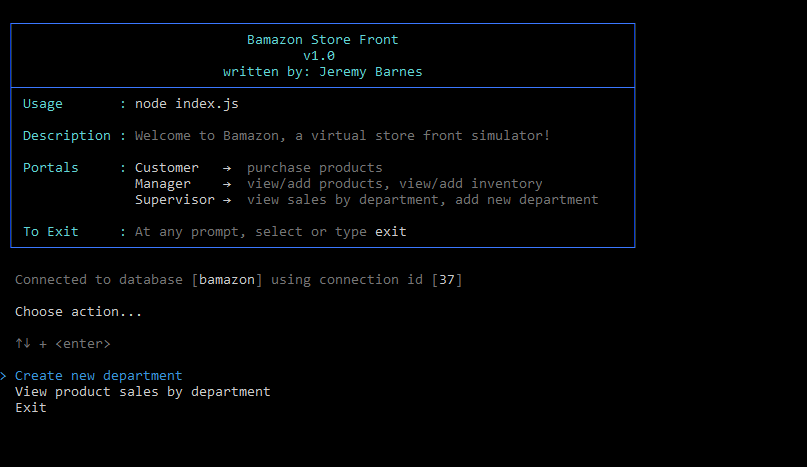 Bamazon Store Front
v1.0
written by: Jeremy Barnes
Usage : node index.js
Description : Welcome to Bamazon, a virtual store front simulator!
Portals : Customer → purchase products
Manager → view/add products, view/add inventory
Supervisor → view sales by department, add new department
To Exit : At any prompt, select or type exit
Connected to database [bamazon] using connection id [37]
Choose action...
↑↓ + <enter>
> Create new department
View product sales by department
Exit